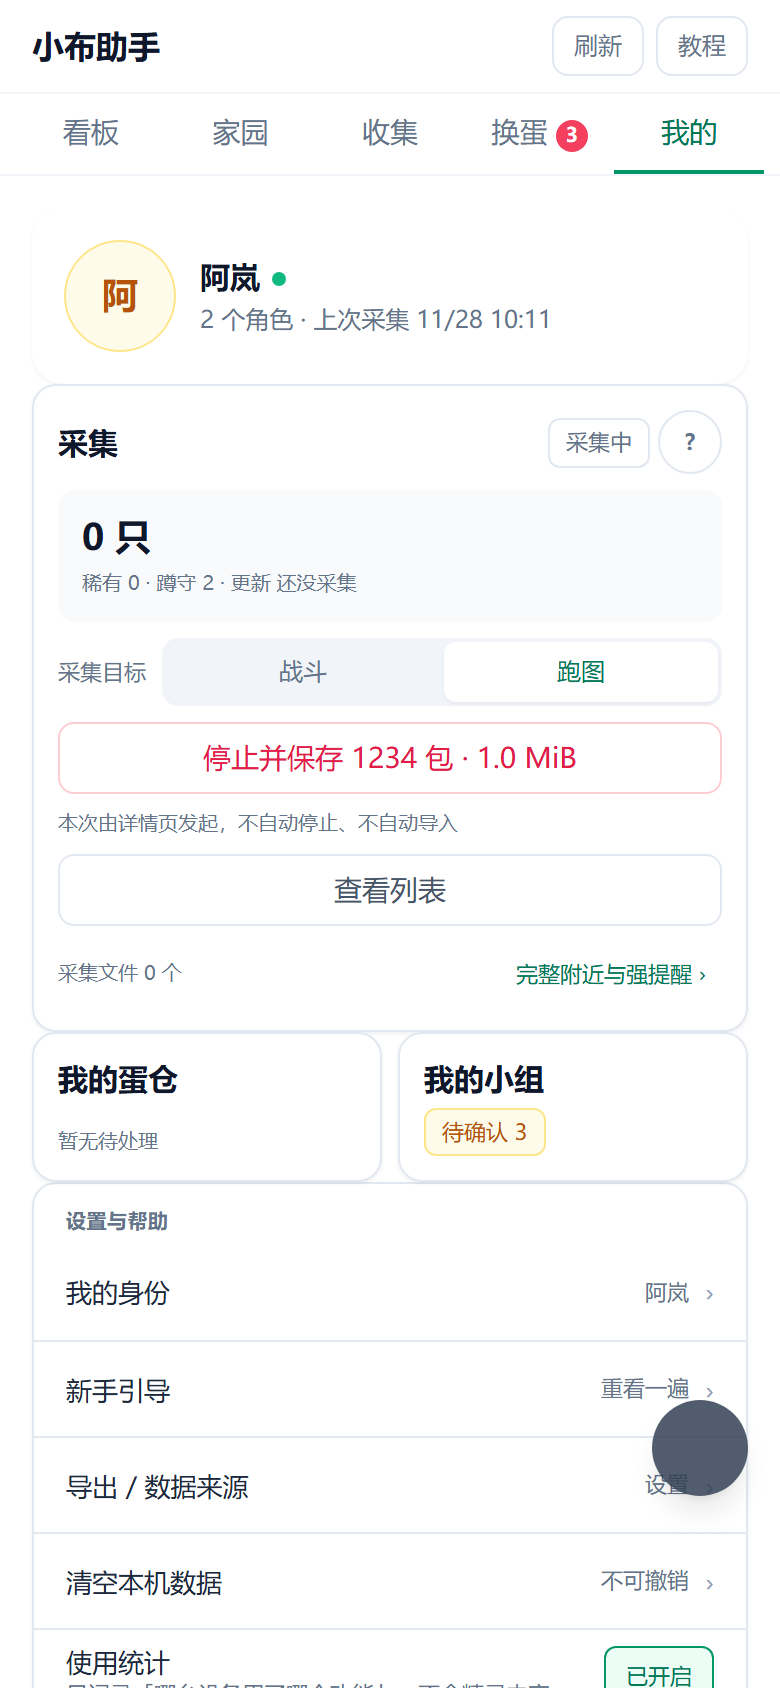 小布助手
刷新
教程
看板
家园
收集
换蛋 3
我的
阿
阿岚
2 个角色 · 上次采集 11/28 10:11
采集
采集中
?
0 只
稀有 0 · 蹲守 2 · 更新 还没采集
采集目标
战斗
跑图
停止并保存 1234 包 · 1.0 MiB
本次由详情页发起，不自动停止、不自动导入
查看列表
采集文件 0 个
完整附近与强提醒 ›
我的蛋仓
暂无待处理
我的小组
待确认 3
设置与帮助
我的身份
阿岚 ›
新手引导
重看一遍 ›
导出 / 数据来源
设置 ›
清空本机数据
不可撤销 ›
使用统计
已开启